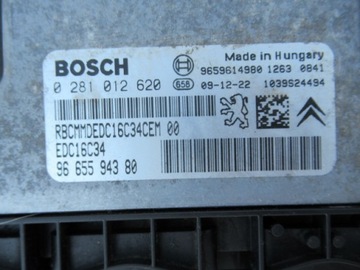 BOSCH
Made in Hungary
9659614980 1263 0841
0 281 012 620
658
09-12-22
1039S24494
RBCMMDEDC16C34CEM 00
EDC16C34
96 655 943 80